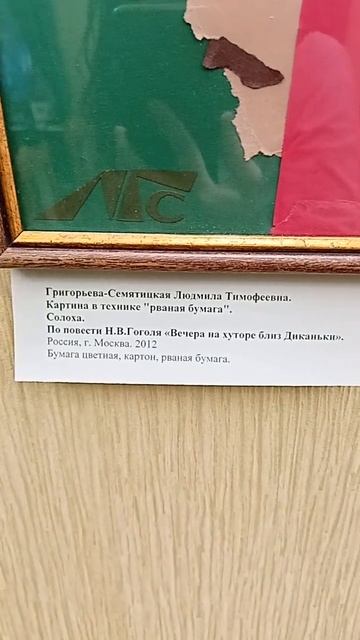 ЛГС
Григорьева-Семятицкая Людмила Тимофеевна.
Картина в технике "рваная бумага".
Солоха.
По повести Н.В.Гоголя «Вечера на хуторе близ Диканьки».
Россия, г. Москва. 2012
Бумага цветная, картон, рваная бумага.